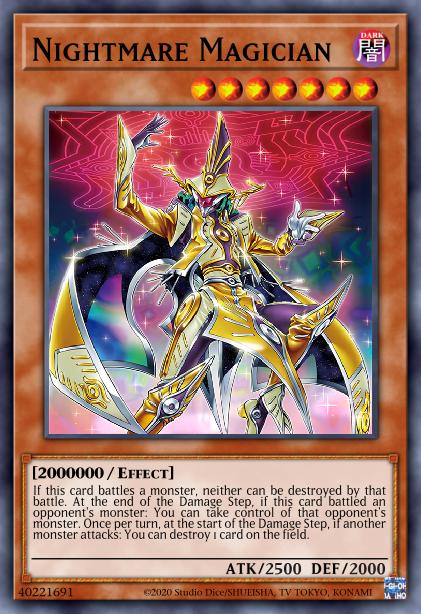 NIGHTMARE MAGICIAN
DARK
闇
[2000000 / EFFECT]
If this card battles a monster, neither can be destroyed by that
battle. At the end of the Damage Step, if this card battled an
opponent's monster: You can take control of that opponent's
monster. Once per turn, at the start of the Damage Step, if another
monster attacks: You can destroy 1 card on the field.
ATK/2500 DEF/2000
40221691
©2020 Studio Dice/SHUEISHA, TV TOKYO, KONAMI